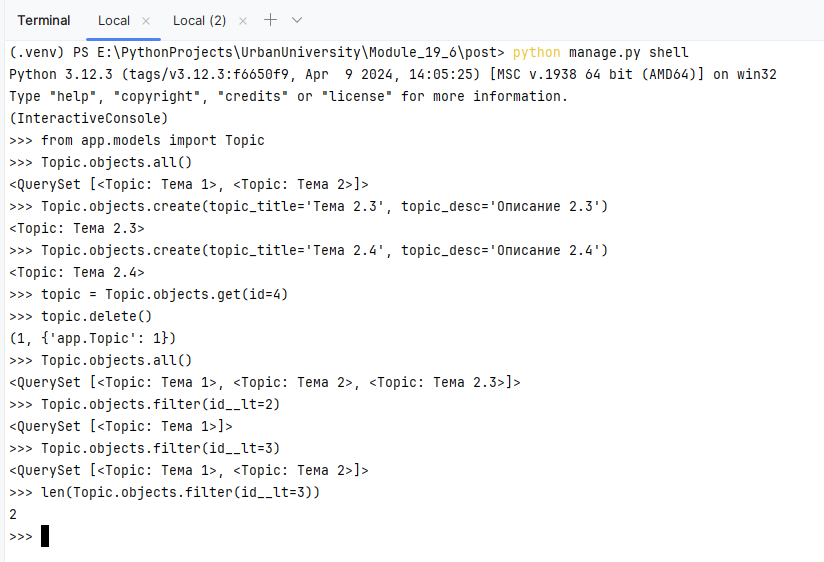 Terminal Local × Local (2) ×
(.venv) PS E:\PythonProjects\UrbanUniversity\Module_19_6\post> python manage.py shell
Python 3.12.3 (tags/v3.12.3:f6650f9, Apr  9 2024, 14:05:25) [MSC v.1938 64 bit (AMD64)] on win32
Type "help", "copyright", "credits" or "license" for more information.
(InteractiveConsole)
>>> from app.models import Topic
>>> Topic.objects.all()
<QuerySet [<Topic: Тема 1>, <Topic: Тема 2>]>
>>> Topic.objects.create(topic_title='Тема 2.3', topic_desc='Описание 2.3')
<Topic: Тема 2.3>
>>> Topic.objects.create(topic_title='Тема 2.4', topic_desc='Описание 2.4')
<Topic: Тема 2.4>
>>> topic = Topic.objects.get(id=4)
>>> topic.delete()
(1, {'app.Topic': 1})
>>> Topic.objects.all()
<QuerySet [<Topic: Тема 1>, <Topic: Тема 2>, <Topic: Тема 2.3>]>
>>> Topic.objects.filter(id__lt=2)
<QuerySet [<Topic: Тема 1>]>
>>> Topic.objects.filter(id__lt=3)
<QuerySet [<Topic: Тема 1>, <Topic: Тема 2>]>
>>> len(Topic.objects.filter(id__lt=3))
2
>>>